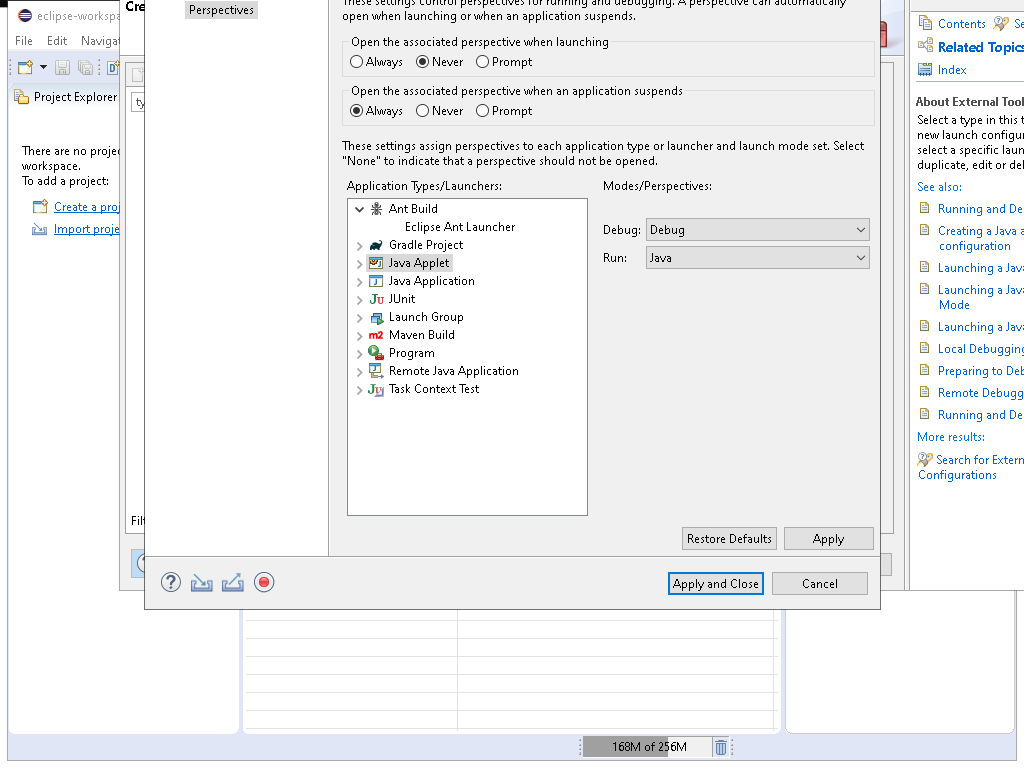 eclipse-workspa
Cre
Perspectives
These settings control perspectives for running and debugging. A perspective can automatically
open when launching or when an application suspends.
File Edit Navigat
Contents
Se
Related Topics
Index
Open the associated perspective when launching
Always Never Prompt
Project Explorer
ty
Open the associated perspective when an application suspends
Always Never Prompt
About External Tool
Select a type in this t
new launch configur
select a specific laun
duplicate, edit or del
There are no projec
workspace.
To add a project:
Create a proj
Import proje
These settings assign perspectives to each application type or launcher and launch mode set. Select
"None" to indicate that a perspective should not be opened.
Application Types/Launchers:
Modes/Perspectives:
Ant Build
Eclipse Ant Launcher
Gradle Project
Java Applet
Java Application
JUnit
Launch Group
Maven Build
Program
Remote Java Application
Task Context Test
Debug: Debug
Run: Java
See also:
Running and De
Creating a Java a
configuration
Launching a Java
Launching a Java
Mode
Launching a Java
Local Debugging
Preparing to Deb
Remote Debugg
Running and De
More results:
Search for Extern
Configurations
Filt
Restore Defaults
Apply
Apply and Close
Cancel
168M of 256M